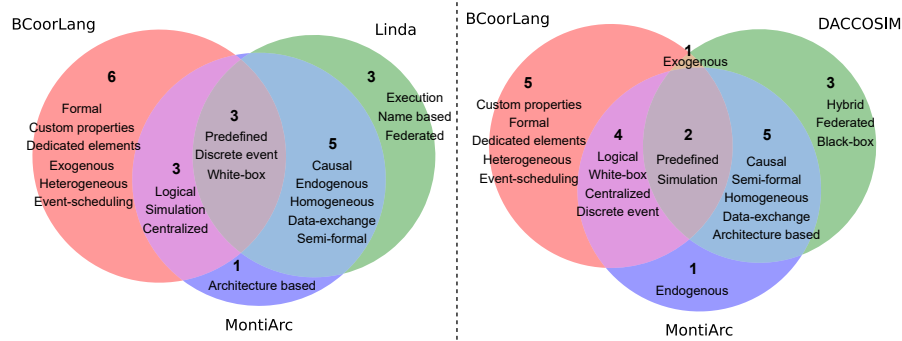 BCoorLang
Linda
6
Formal
Custom properties
Dedicated elements
Exogenous
Heterogeneous
Event-scheduling
3
Logical
Simulation
Centralized
3
Predefined
Discrete event
White-box
5
Causal
Endogenous
Homogeneous
Data-exchange
Semi-formal
3
Execution
Name based
Federated
1
Architecture based
MontiArc
BCoorLang
DACCOSIM
1
Exogenous
5
Custom properties
Formal
Dedicated elements
Heterogeneous
Event-scheduling
4
Logical
White-box
Centralized
Discrete event
2
Predefined
Simulation
5
Causal
Semi-formal
Homogeneous
Data-exchange
Architecture based
3
Hybrid
Federated
Black-box
1
Endogenous
MontiArc